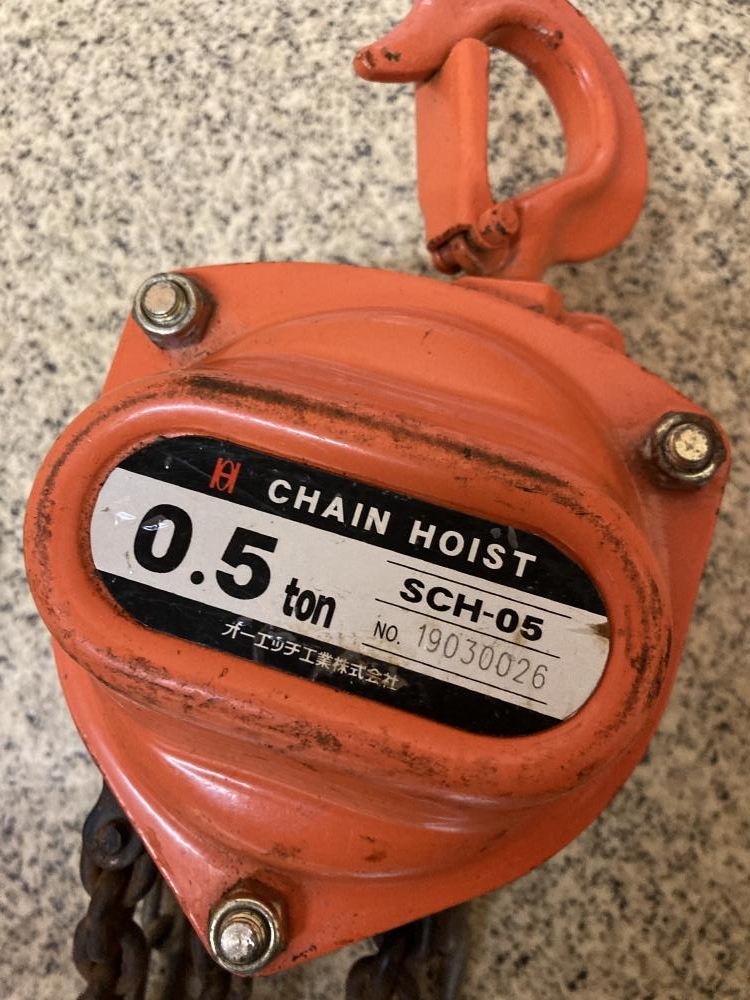 OH CHAIN HOIST
0.5 ton
SCH-05
NO. 19030026
オーエッチ工業株式会社